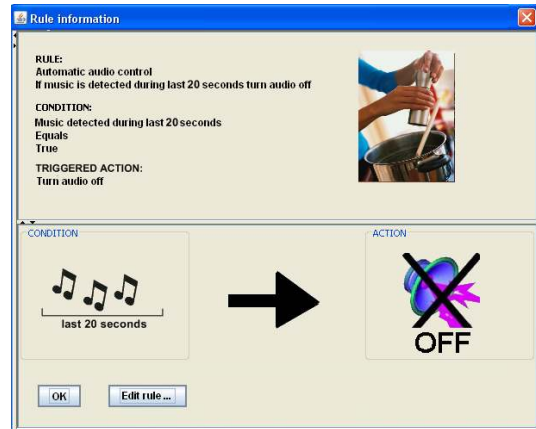 Rule information
RULE:
Automatic audio control
If music is detected during last 20 seconds turn audio off
CONDITION:
Music detected during last 20 seconds
Equals
True
TRIGGERED ACTION:
Turn audio off
CONDITION
ACTION
last 20 seconds
OFF
OK
Edit rule ...